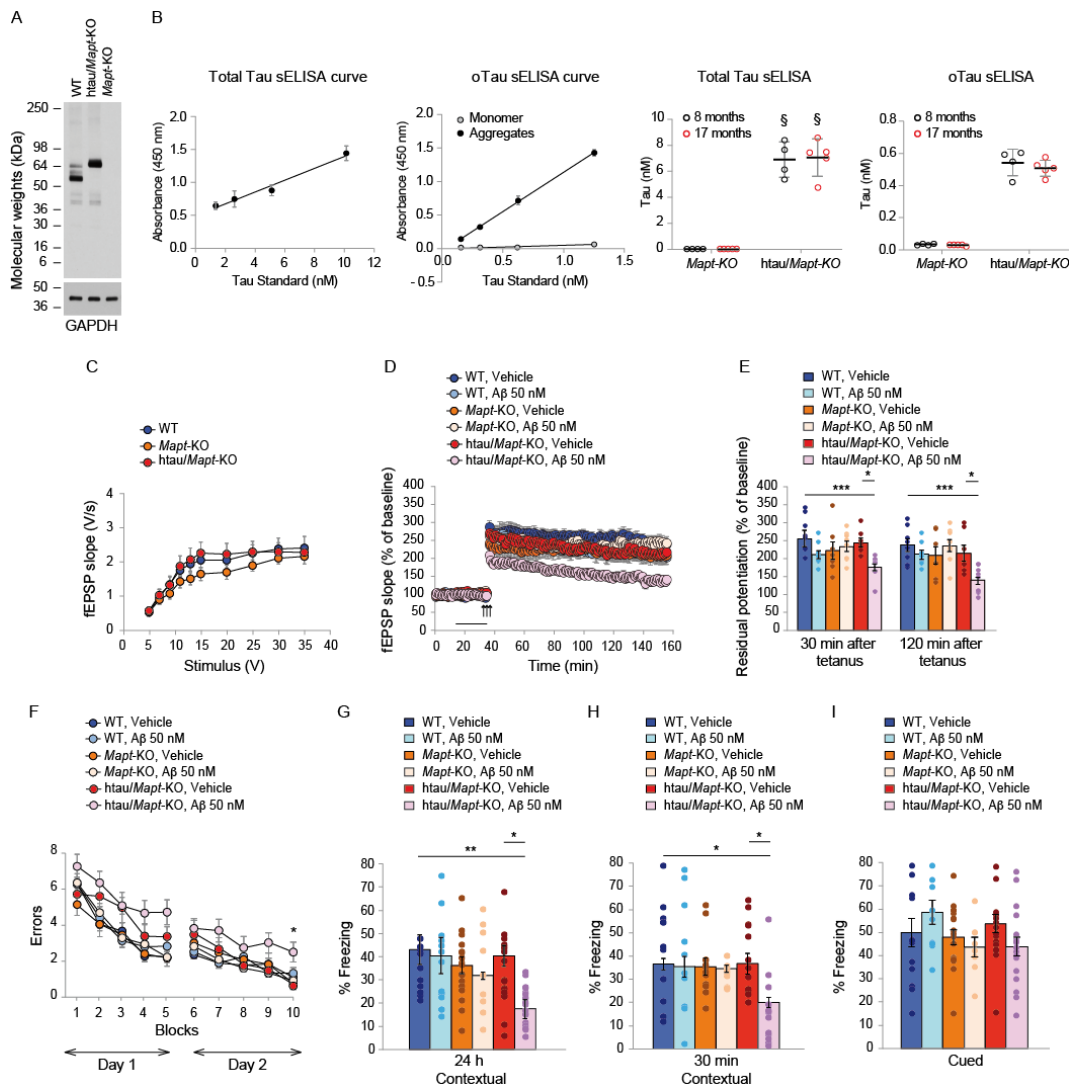 A
WT
htau/Mapt-KO
Mapt-KO
Molecular weights (kDa)
250
98
64
50
36
30
16
6
50
36
GAPDH
B
Total Tau sELISA curve
Absorbance (450 nm)
2.0
1.5
1.0
0.5
0.0
0 2 4 6 8 10 12
Tau Standard (nM)
oTau sELISA curve
Monomer
Aggregates
Absorbance (450 nm)
2.0
1.5
1.0
0.5
0.0
- 0.5
0.0 0.5 1.0 1.5
Tau Standard (nM)
Total Tau sELISA
8 months
17 months
§ §
Tau (nM)
12
10
8
6
4
2
0
Mapt-KO htau/Mapt-KO
oTau sELISA
8 months
17 months
Tau (nM)
0.8
0.6
0.4
0.2
0.0
Mapt-KO htau/Mapt-KO
C
WT
Mapt-KO
htau/Mapt-KO
fEPSP slope (V/s)
4
3
2
1
0
0 5 10 15 20 25 30 35 40
Stimulus (V)
D
WT, Vehicle
WT, Aβ 50 nM
Mapt-KO, Vehicle
Mapt-KO, Aβ 50 nM
htau/Mapt-KO, Vehicle
htau/Mapt-KO, Aβ 50 nM
fEPSP slope (% of baseline)
400
350
300
250
200
150
100
50
0
0 20 40 60 80 100 120 140 160
Time (min)
E
WT, Vehicle
WT, Aβ 50 nM
Mapt-KO, Vehicle
Mapt-KO, Aβ 50 nM
htau/Mapt-KO, Vehicle
htau/Mapt-KO, Aβ 50 nM
Residual potentiation (% of baseline)
400
350
300
250
200
150
100
50
0
*** * *** *
30 min after
tetanus
120 min after
tetanus
F
WT, Vehicle
WT, Aβ 50 nM
Mapt-KO, Vehicle
Mapt-KO, Aβ 50 nM
htau/Mapt-KO, Vehicle
htau/Mapt-KO, Aβ 50 nM
Errors
8
6
4
2
0
*
1 2 3 4 5 6 7 8 9 10
Blocks
Day 1 Day 2
G
WT, Vehicle
WT, Aβ 50 nM
Mapt-KO, Vehicle
Mapt-KO, Aβ 50 nM
htau/Mapt-KO, Vehicle
htau/Mapt-KO, Aβ 50 nM
% Freezing
80
70
60
50
40
30
20
10
0
** *
24 h
Contextual
H
WT, Vehicle
WT, Aβ 50 nM
Mapt-KO, Vehicle
Mapt-KO, Aβ 50 nM
htau/Mapt-KO, Vehicle
htau/Mapt-KO, Aβ 50 nM
% Freezing
80
70
60
50
40
30
20
10
0
* *
30 min
Contextual
I
WT, Vehicle
WT, Aβ 50 nM
Mapt-KO, Vehicle
Mapt-KO, Aβ 50 nM
htau/Mapt-KO, Vehicle
htau/Mapt-KO, Aβ 50 nM
% Freezing
80
70
60
50
40
30
20
10
0
Cued